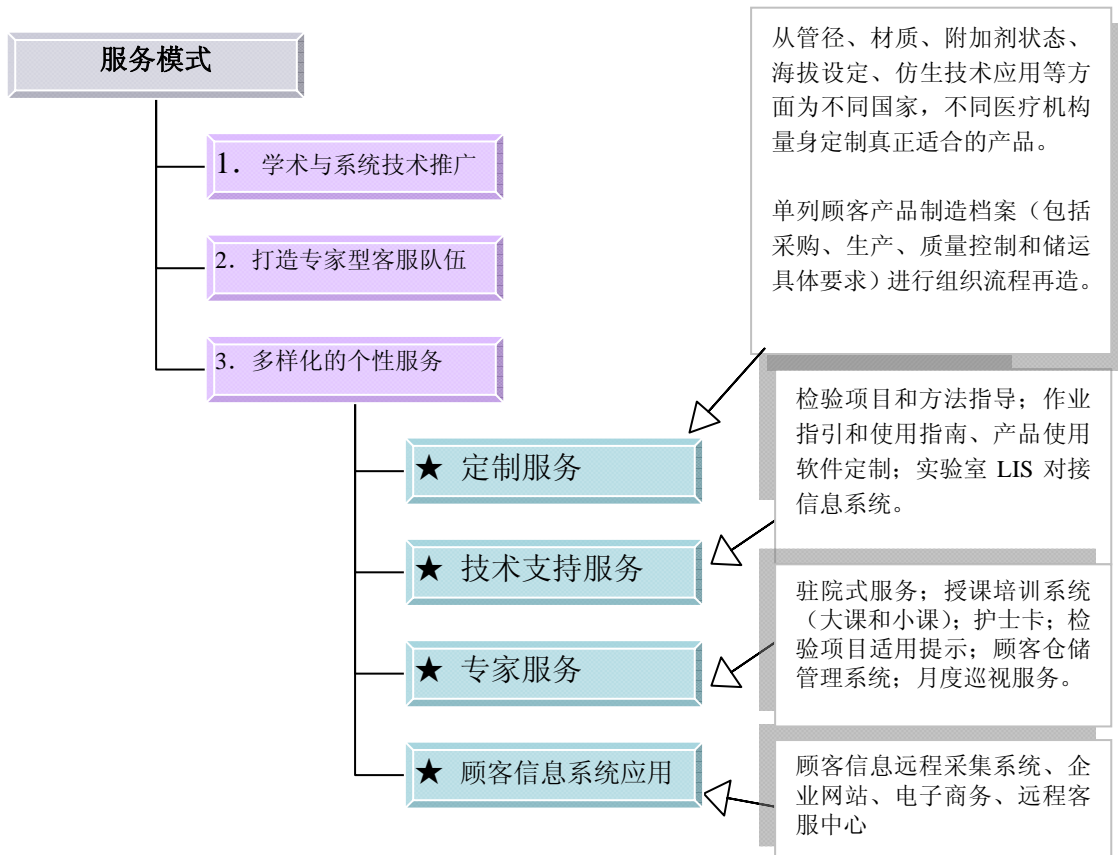 服务模式
1. 学术与系统技术推广
2. 打造专家型客服队伍
3. 多样化的个性服务
★ 定制服务
★ 技术支持服务
★ 专家服务
★ 顾客信息系统应用
从管径、材质、附加剂状态、
海拔设定、仿生技术应用等方
面为不同国家，不同医疗机构
量身定制真正适合的产品。
单列顾客产品制造档案（包括
采购、生产、质量控制和储运
具体要求）进行组织流程再造。
检验项目和方法指导；作业
指引和使用指南、产品使用
软件定制；实验室 LIS 对接
信息系统。
驻院式服务；授课培训系统
（大课和小课）；护士卡；检
验项目适用提示；顾客仓储
管理系统；月度巡视服务。
顾客信息远程采集系统、企
业网站、电子商务、远程客
服中心